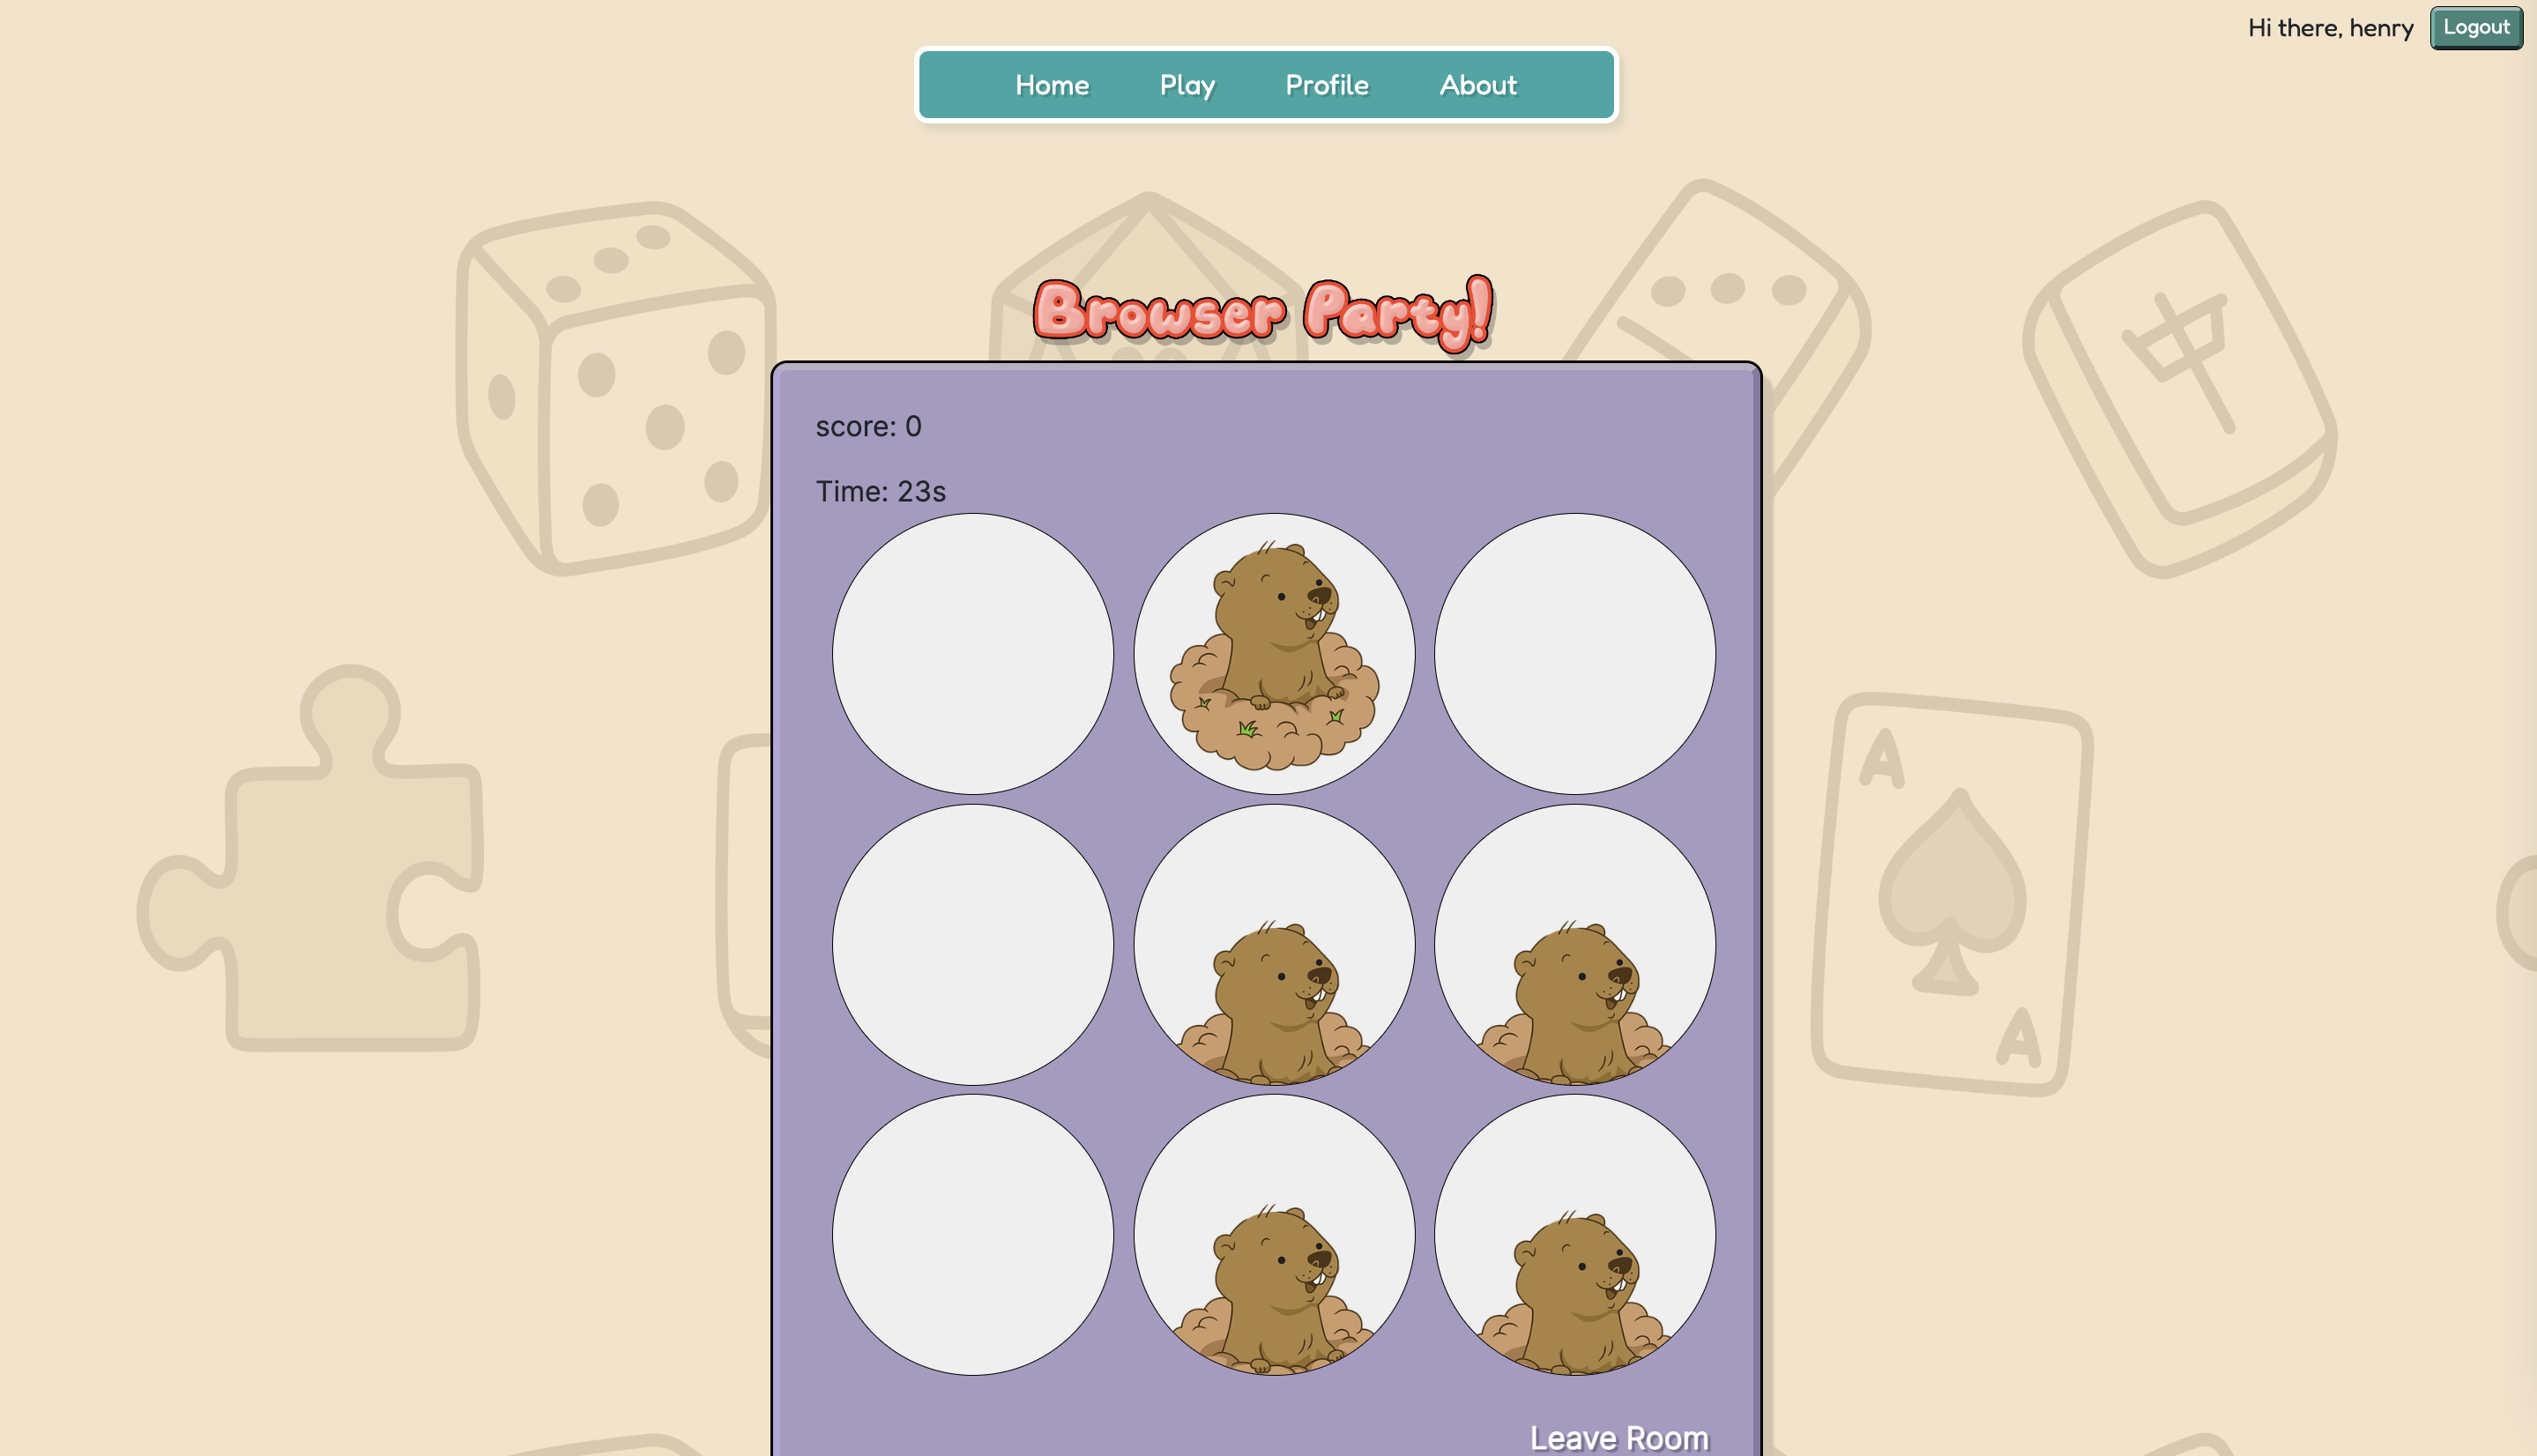 Hi there, henry
Logout
Home Play Profile About
Browser Party!
score: 0
Time: 23s
A
A
Leave Room